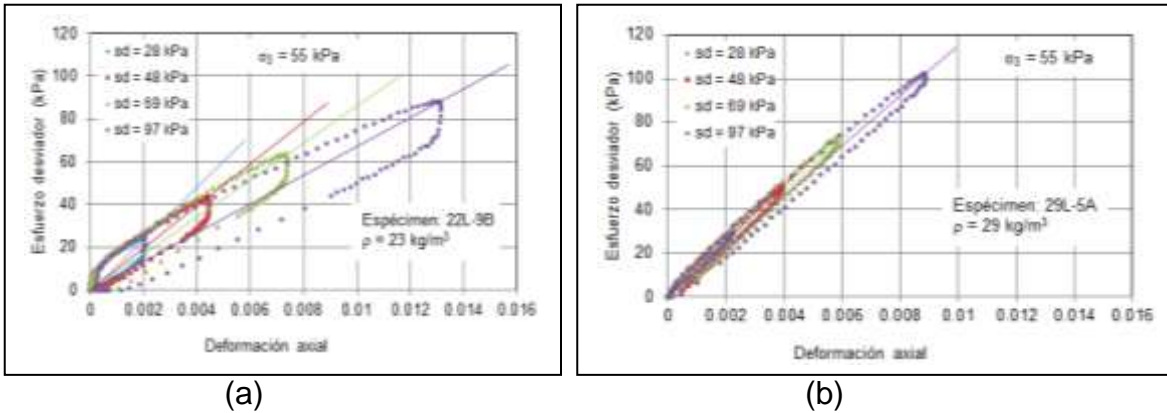 120
100
80
60
40
20
0
Esfuerzo desviador (kPa)
sd = 28 kPa
sd = 48 kPa
sd = 69 kPa
sd = 97 kPa
σ3 = 55 kPa
Espécimen: 22L-9B
ρ = 23 kg/m³
0 0.002 0.004 0.006 0.008 0.01 0.012 0.014 0.016
Deformación axial
(a)
120
100
80
60
40
20
0
Esfuerzo desviador (kPa)
sd = 28 kPa
sd = 48 kPa
sd = 69 kPa
sd = 97 kPa
σ3 = 55 kPa
Espécimen: 29L-5A
ρ = 29 kg/m³
0 0.002 0.004 0.006 0.008 0.01 0.012 0.014 0.016
Deformación axial
(b)